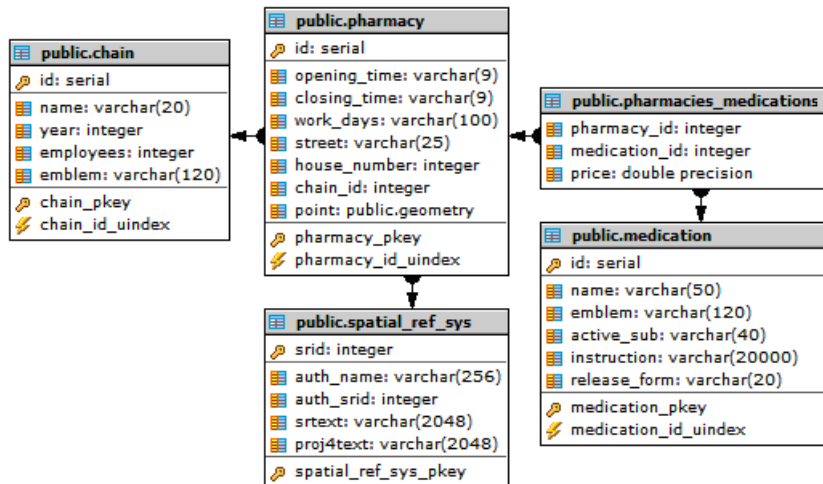 public.chain
id: serial
name: varchar(20)
year: integer
employees: integer
emblem: varchar(120)
chain_pkey
chain_id_uindex
public.pharmacy
id: serial
opening_time: varchar(9)
closing_time: varchar(9)
work_days: varchar(100)
street: varchar(25)
house_number: integer
chain_id: integer
point: public.geometry
pharmacy_pkey
pharmacy_id_uindex
public.pharmacies_medications
pharmacy_id: integer
medication_id: integer
price: double precision
public.spatial_ref_sys
srid: integer
auth_name: varchar(256)
auth_srid: integer
srtext: varchar(2048)
proj4text: varchar(2048)
spatial_ref_sys_pkey
public.medication
id: serial
name: varchar(50)
emblem: varchar(120)
active_sub: varchar(40)
instruction: varchar(20000)
release_form: varchar(20)
medication_pkey
medication_id_uindex